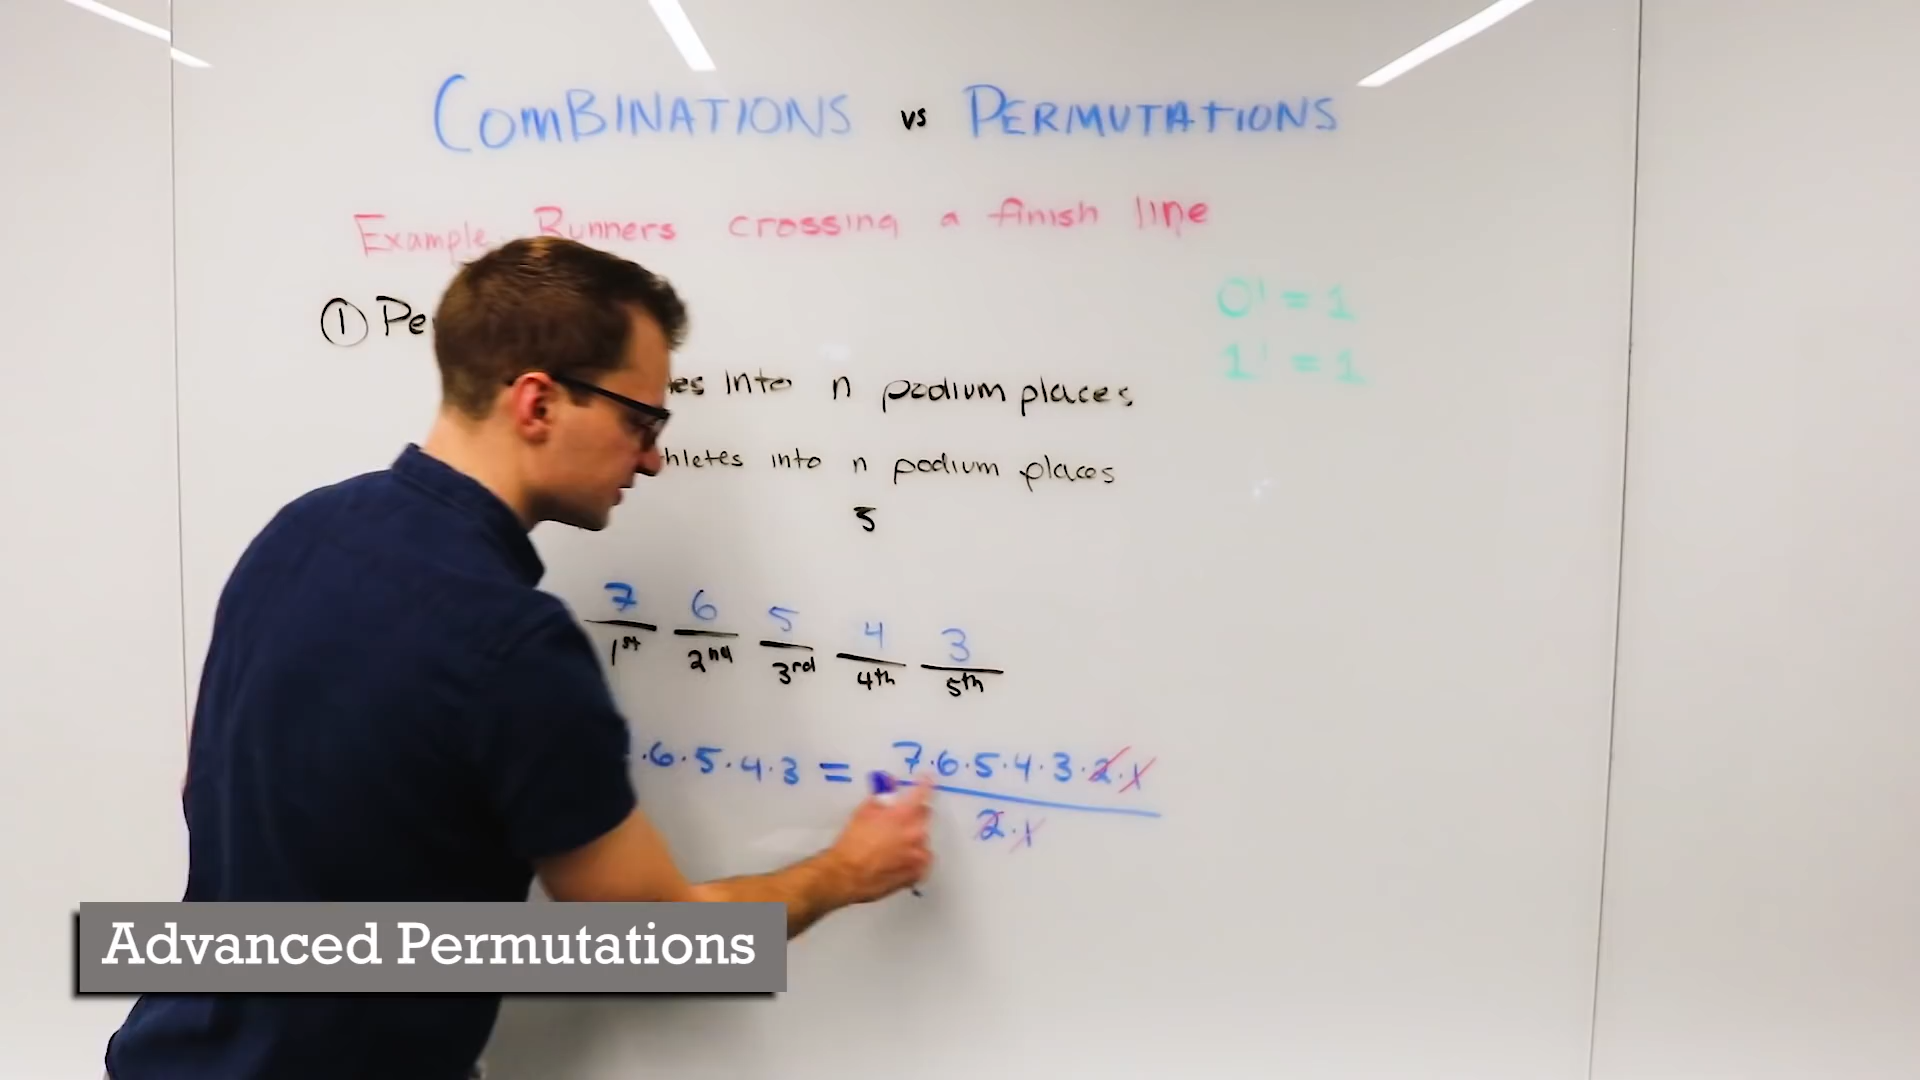 COMBINATIONS vs PERMUTATIONS
Example Runners crossing a finish line
① Pe
0! = 1
1! = 1
es into n podium places
hletes into n podium places
5
7 6 5 4 3
1st 2nd 3rd 4th 5th
·6·5·4·3 = 7·6·5·4·3·2·1
2·1
Advanced Permutations